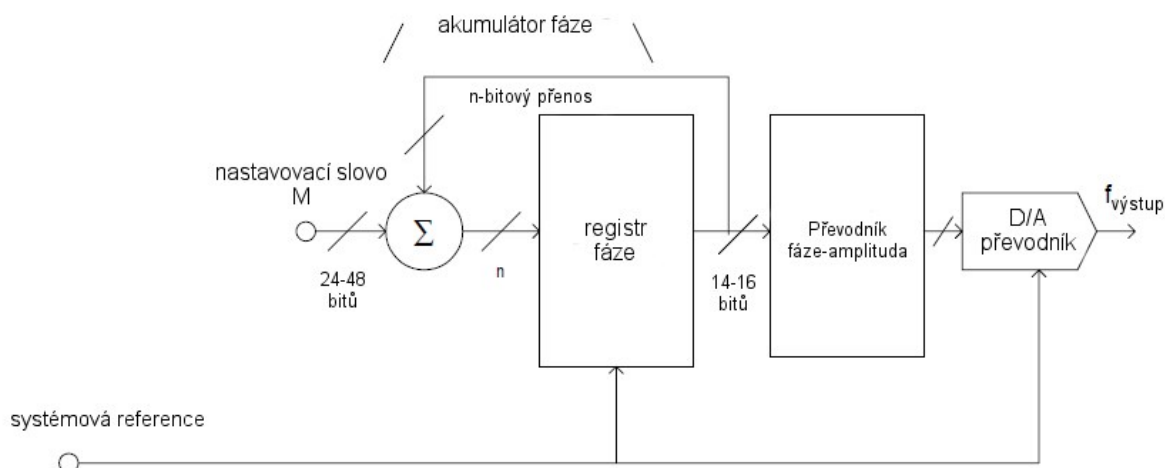 akumulátor fáze
n-bitový přenos
nastavovací slovo
M
Σ
24-48
bitů
n
registr
fáze
14-16
bitů
Převodník
fáze-amplituda
D/A
převodník
fvýstup
systémová reference